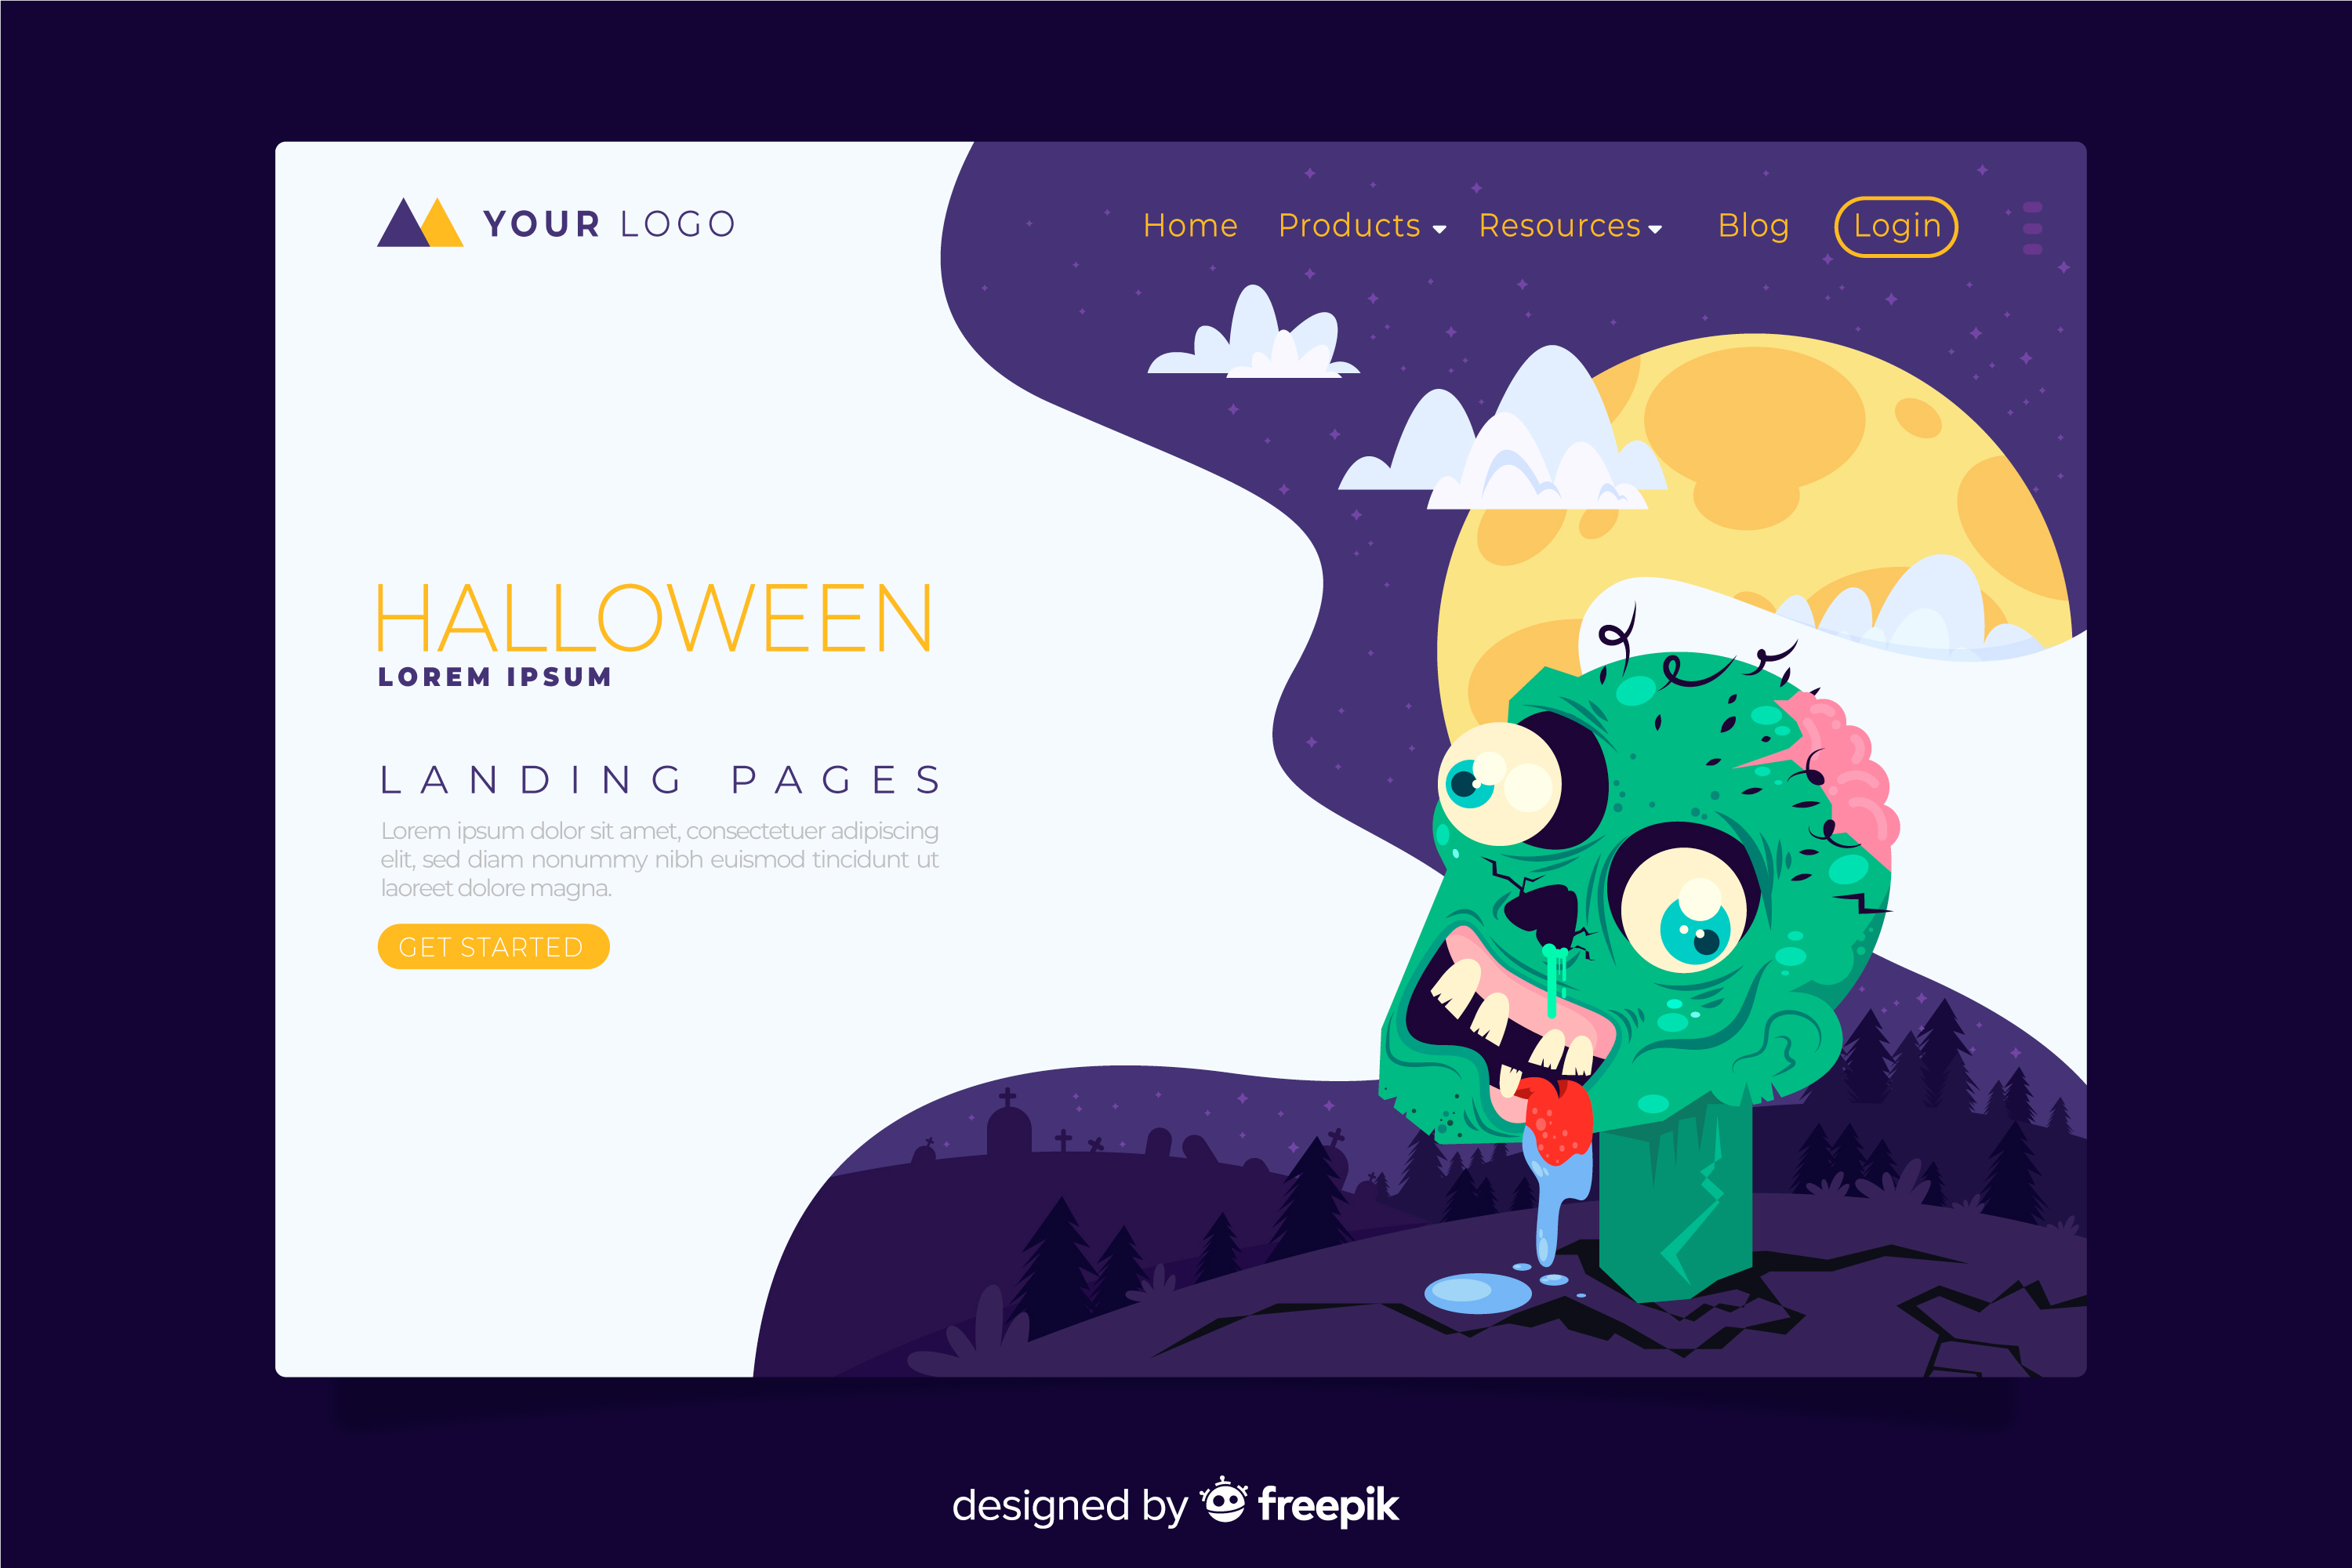 YOUR LOGO
Home Products Resources Blog Login
HALLOWEEN
LOREM IPSUM
LANDING PAGES
Lorem ipsum dolor sit amet, consectetuer adipiscing
elit, sed diam nonummy nibh euismod tincidunt ut
laoreet dolore magna.
GET STARTED
designed by freepik